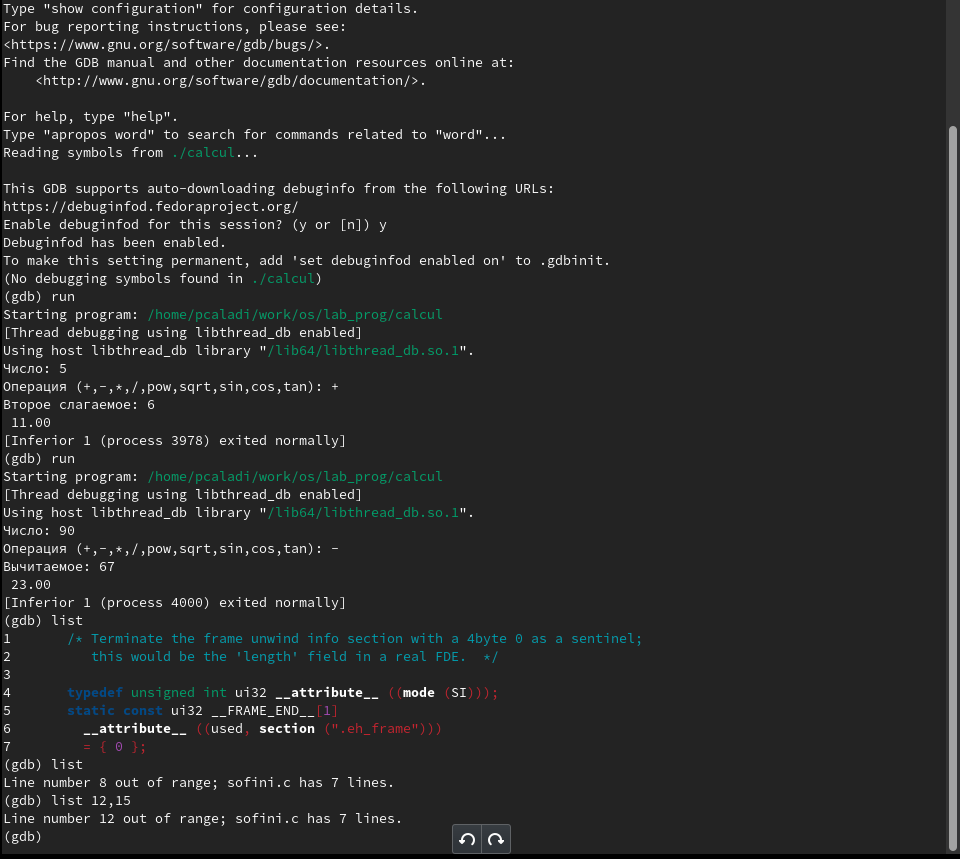 Type "show configuration" for configuration details.
For bug reporting instructions, please see:
<https://www.gnu.org/software/gdb/bugs/>.
Find the GDB manual and other documentation resources online at:
    <http://www.gnu.org/software/gdb/documentation/>.

For help, type "help".
Type "apropos word" to search for commands related to "word"...
Reading symbols from ./calcul...

This GDB supports auto-downloading debuginfo from the following URLs:
https://debuginfod.fedoraproject.org/
Enable debuginfod for this session? (y or [n]) y
Debuginfod has been enabled.
To make this setting permanent, add 'set debuginfod enabled on' to .gdbinit.
(No debugging symbols found in ./calcul)
(gdb) run
Starting program: /home/pcaladi/work/os/lab_prog/calcul
[Thread debugging using libthread_db enabled]
Using host libthread_db library "/lib64/libthread_db.so.1".
Число: 5
Операция (+,-,*,/,pow,sqrt,sin,cos,tan): +
Второе слагаемое: 6
 11.00
[Inferior 1 (process 3978) exited normally]
(gdb) run
Starting program: /home/pcaladi/work/os/lab_prog/calcul
[Thread debugging using libthread_db enabled]
Using host libthread_db library "/lib64/libthread_db.so.1".
Число: 90
Операция (+,-,*,/,pow,sqrt,sin,cos,tan): -
Вычитаемое: 67
 23.00
[Inferior 1 (process 4000) exited normally]
(gdb) list
1       /* Terminate the frame unwind info section with a 4byte 0 as a sentinel;
2          this would be the 'length' field in a real FDE.  */
3
4       typedef unsigned int ui32 __attribute__ ((mode (SI)));
5       static const ui32 __FRAME_END__[1]
6         __attribute__ ((used, section (".eh_frame")))
7         = { 0 };
(gdb) list
Line number 8 out of range; sofini.c has 7 lines.
(gdb) list 12,15
Line number 12 out of range; sofini.c has 7 lines.
(gdb)